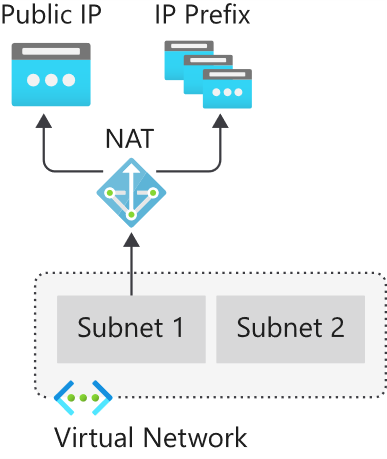 Public IP
IP Prefix
NAT
Subnet 1
Subnet 2
Virtual Network